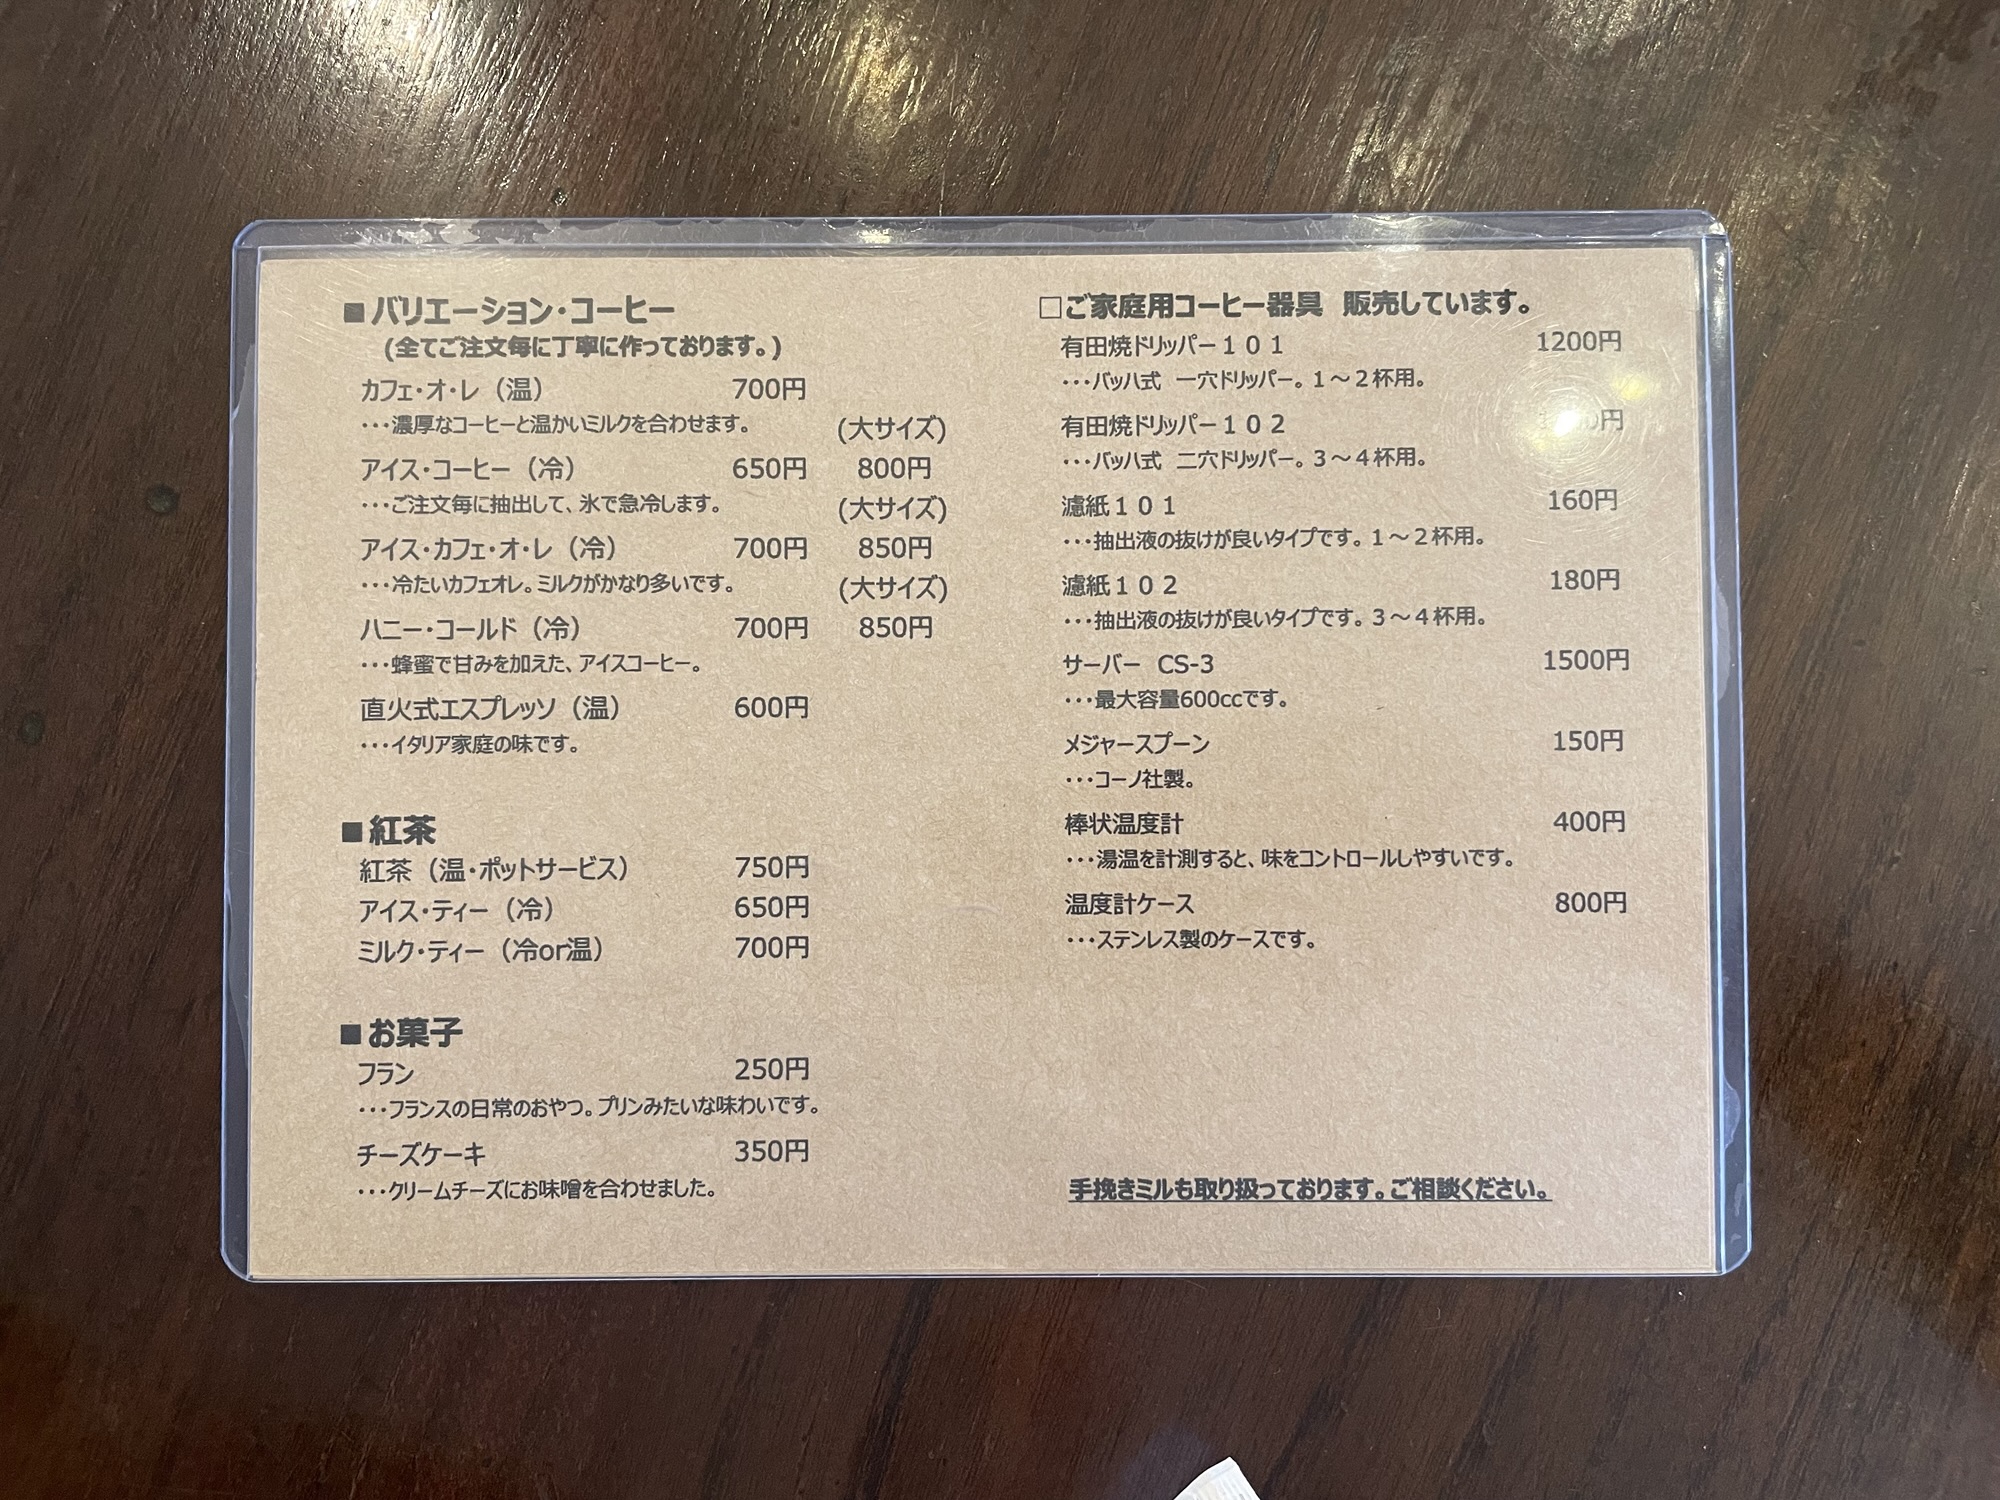 ■バリエーション・コーヒー
(全てご注文毎に丁寧に作っております。)
カフェ・オ・レ（温） 700円
・・・濃厚なコーヒーと温かいミルクを合わせます。 (大サイズ)
アイス・コーヒー（冷） 650円 800円
・・・ご注文毎に抽出して、氷で急冷します。 (大サイズ)
アイス・カフェ・オ・レ（冷） 700円 850円
・・・冷たいカフェオレ。ミルクがかなり多いです。 (大サイズ)
ハニー・コールド（冷） 700円 850円
・・・蜂蜜で甘みを加えた、アイスコーヒー。
直火式エスプレッソ（温） 600円
・・・イタリア家庭の味です。
■紅茶
紅茶（温・ポットサービス） 750円
アイス・ティー（冷） 650円
ミルク・ティー（冷or温） 700円
■お菓子
フラン 250円
・・・フランスの日常のおやつ。プリンみたいな味わいです。
チーズケーキ 350円
・・・クリームチーズにお味噌を合わせました。
□ご家庭用コーヒー器具　販売しています。
有田焼ドリッパー１０１ 1200円
・・・バッハ式　一穴ドリッパー。１～２杯用。
有田焼ドリッパー１０２
・・・バッハ式　二穴ドリッパー。３～４杯用。
濾紙１０１ 160円
・・・抽出液の抜けが良いタイプです。１～２杯用。
濾紙１０２ 180円
・・・抽出液の抜けが良いタイプです。３～４杯用。
サーバー　CS-3 1500円
・・・最大容量600ccです。
メジャースプーン 150円
・・・コーノ社製。
棒状温度計 400円
・・・湯温を計測すると、味をコントロールしやすいです。
温度計ケース 800円
・・・ステンレス製のケースです。
手挽きミルも取り扱っております。ご相談ください。